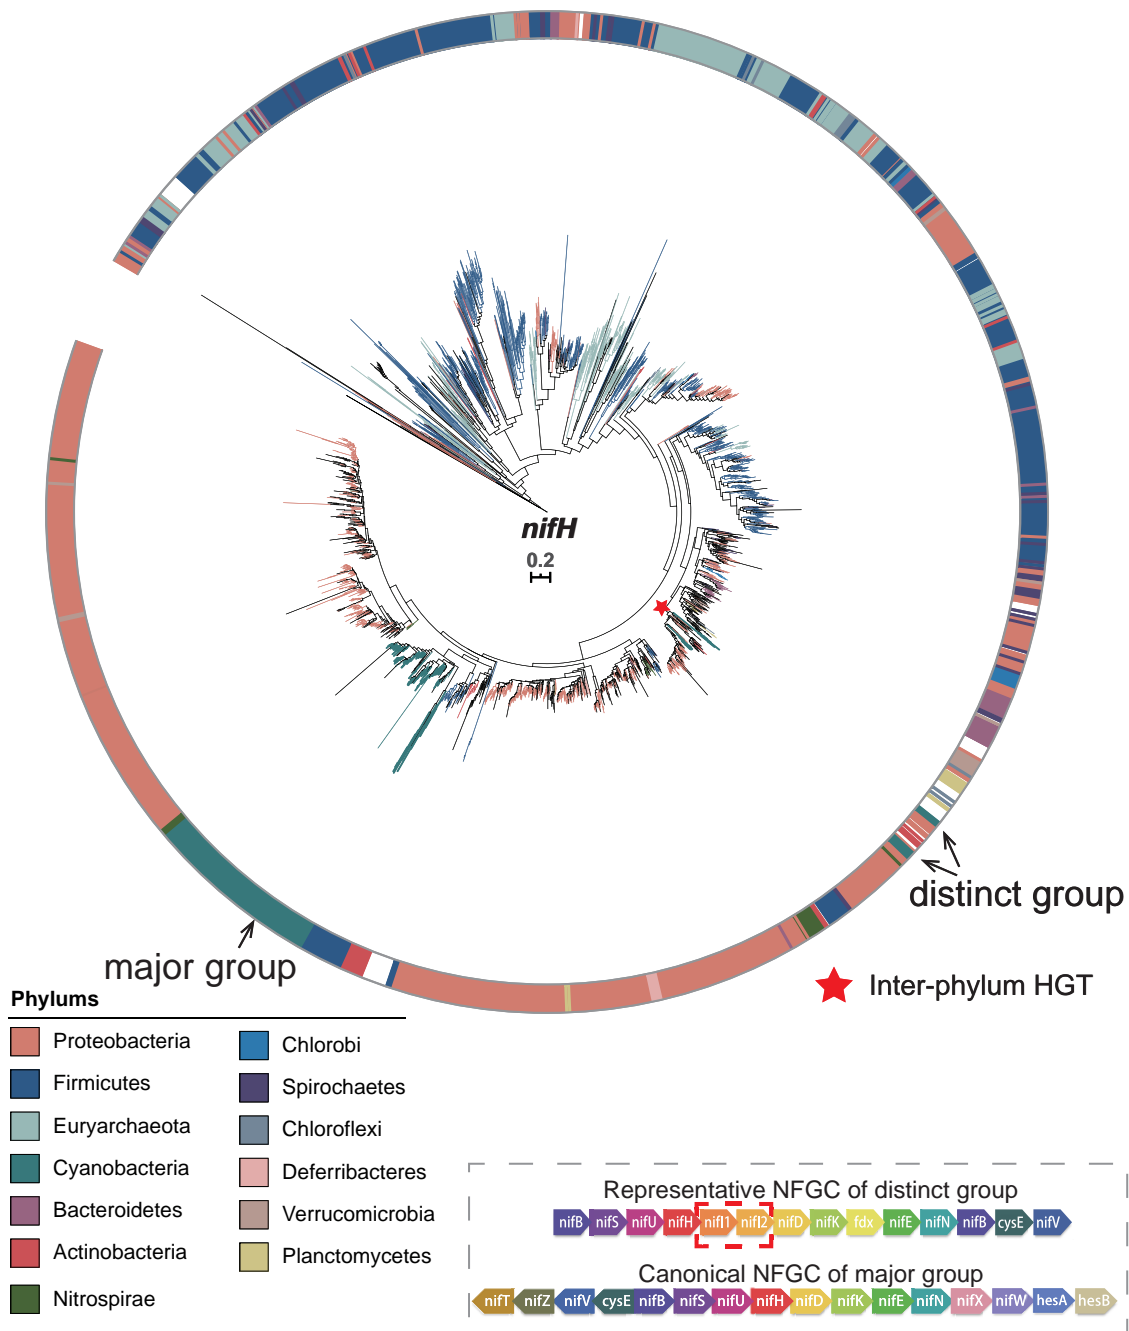 nifH
0.2
distinct group
major group
Inter-phylum HGT
Phylums
Proteobacteria
Firmicutes
Euryarchaeota
Cyanobacteria
Bacteroidetes
Actinobacteria
Nitrospirae
Chlorobi
Spirochaetes
Chloroflexi
Deferribacteres
Verrucomicrobia
Planctomycetes
Representative NFGC of distinct group
nifB nifS nifU nifH nifI1 nifI2 nifD nifK fdx nifE nifN nifB cysE nifV
Canonical NFGC of major group
nifT nifZ nifV cysE nifB nifS nifU nifH nifD nifK nifE nifN nifX nifW hesA hesB